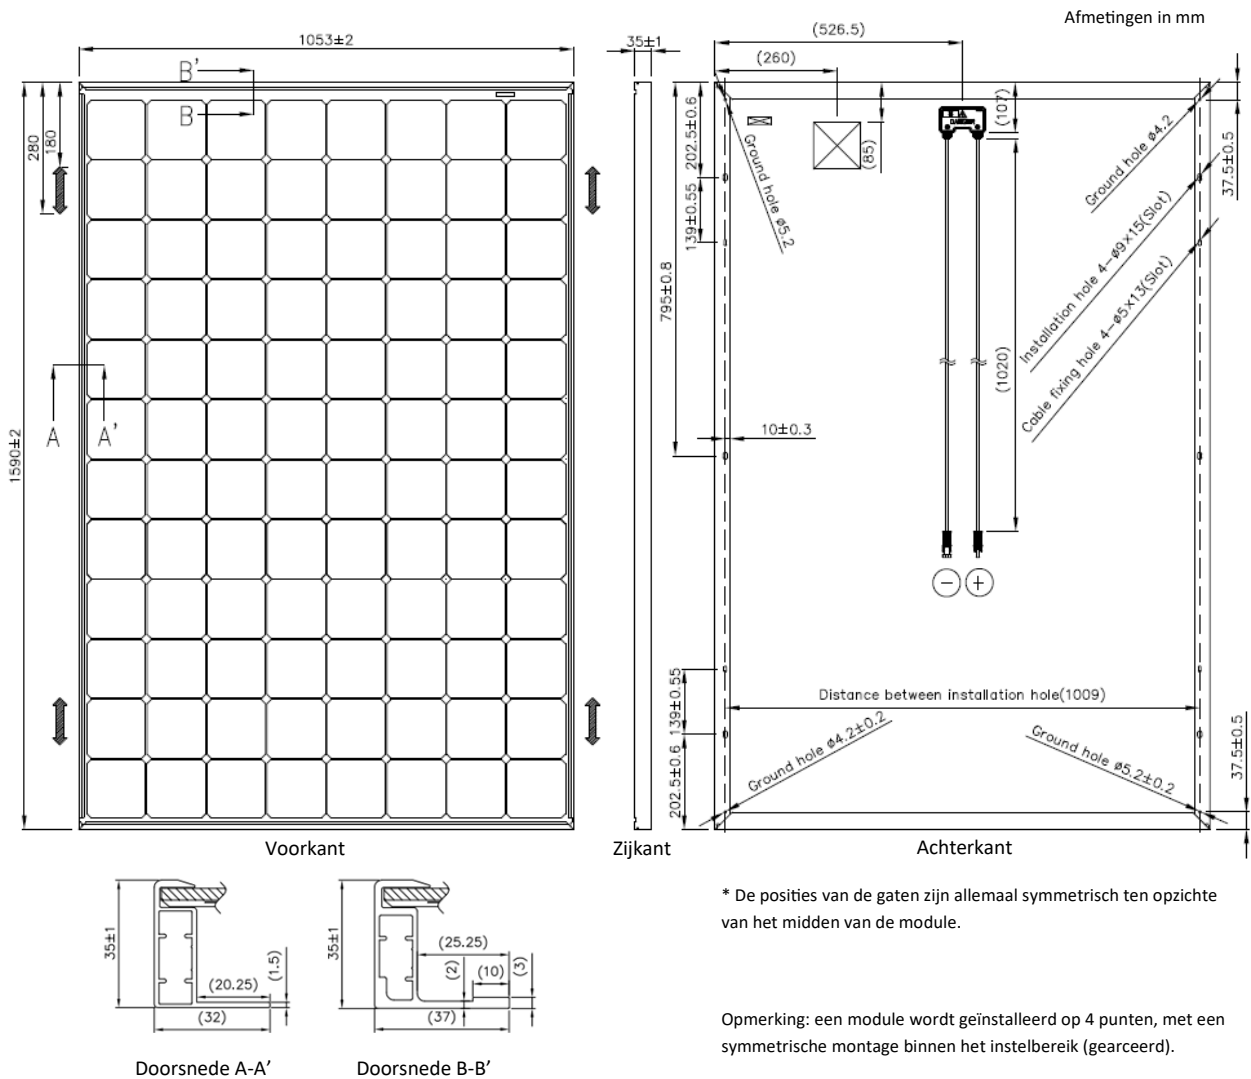 Afmetingen in mm
1053±2
35±1
(526.5)
(260)
B'
B
280
180
1590±2
A
A'
202.5±0.6
139±0.55
795±0.8
10±0.3
(85)
(107)
(1020)
Ground hole ø5.2
Ground hole ø4.2
37.5±0.5
Installation hole 4-ø9×15(Slot)
Cable fixing hole 4-ø5×13(Slot)
− +
Distance between installation hole(1009)
139±0.55
202.5±0.6
Ground hole ø4.2±0.2
Ground hole ø5.2±0.2
37.5±0.5
Voorkant
Zijkant
Achterkant
35±1
(20.25)
(1.5)
(32)
35±1
(25.25)
(2)
(10)
(3)
(37)
Doorsnede A-A’
Doorsnede B-B’
* De posities van de gaten zijn allemaal symmetrisch ten opzichte
van het midden van de module.
Opmerking: een module wordt geïnstalleerd op 4 punten, met een
symmetrische montage binnen het instelbereik (gearceerd).